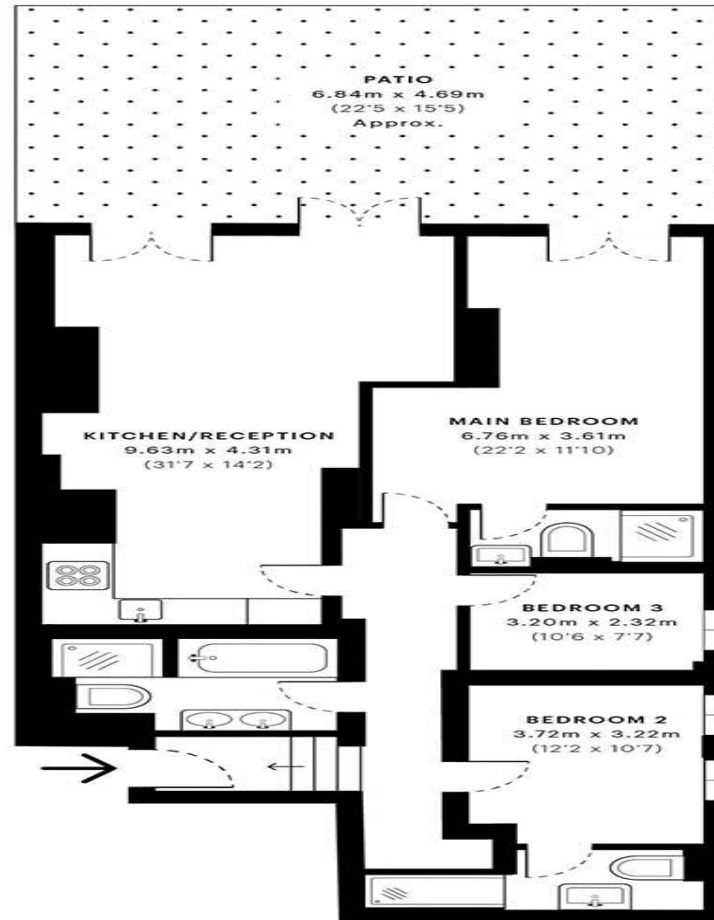 PATIO
6.84m x 4.69m
(22'5 x 15'5)
Approx.
KITCHEN/RECEPTION
9.63m x 4.31m
(31'7 x 14'2)
MAIN BEDROOM
6.76m x 3.61m
(22'2 x 11'10)
BEDROOM 3
3.20m x 2.32m
(10'6 x 7'7)
BEDROOM 2
3.72m x 3.22m
(12'2 x 10'7)